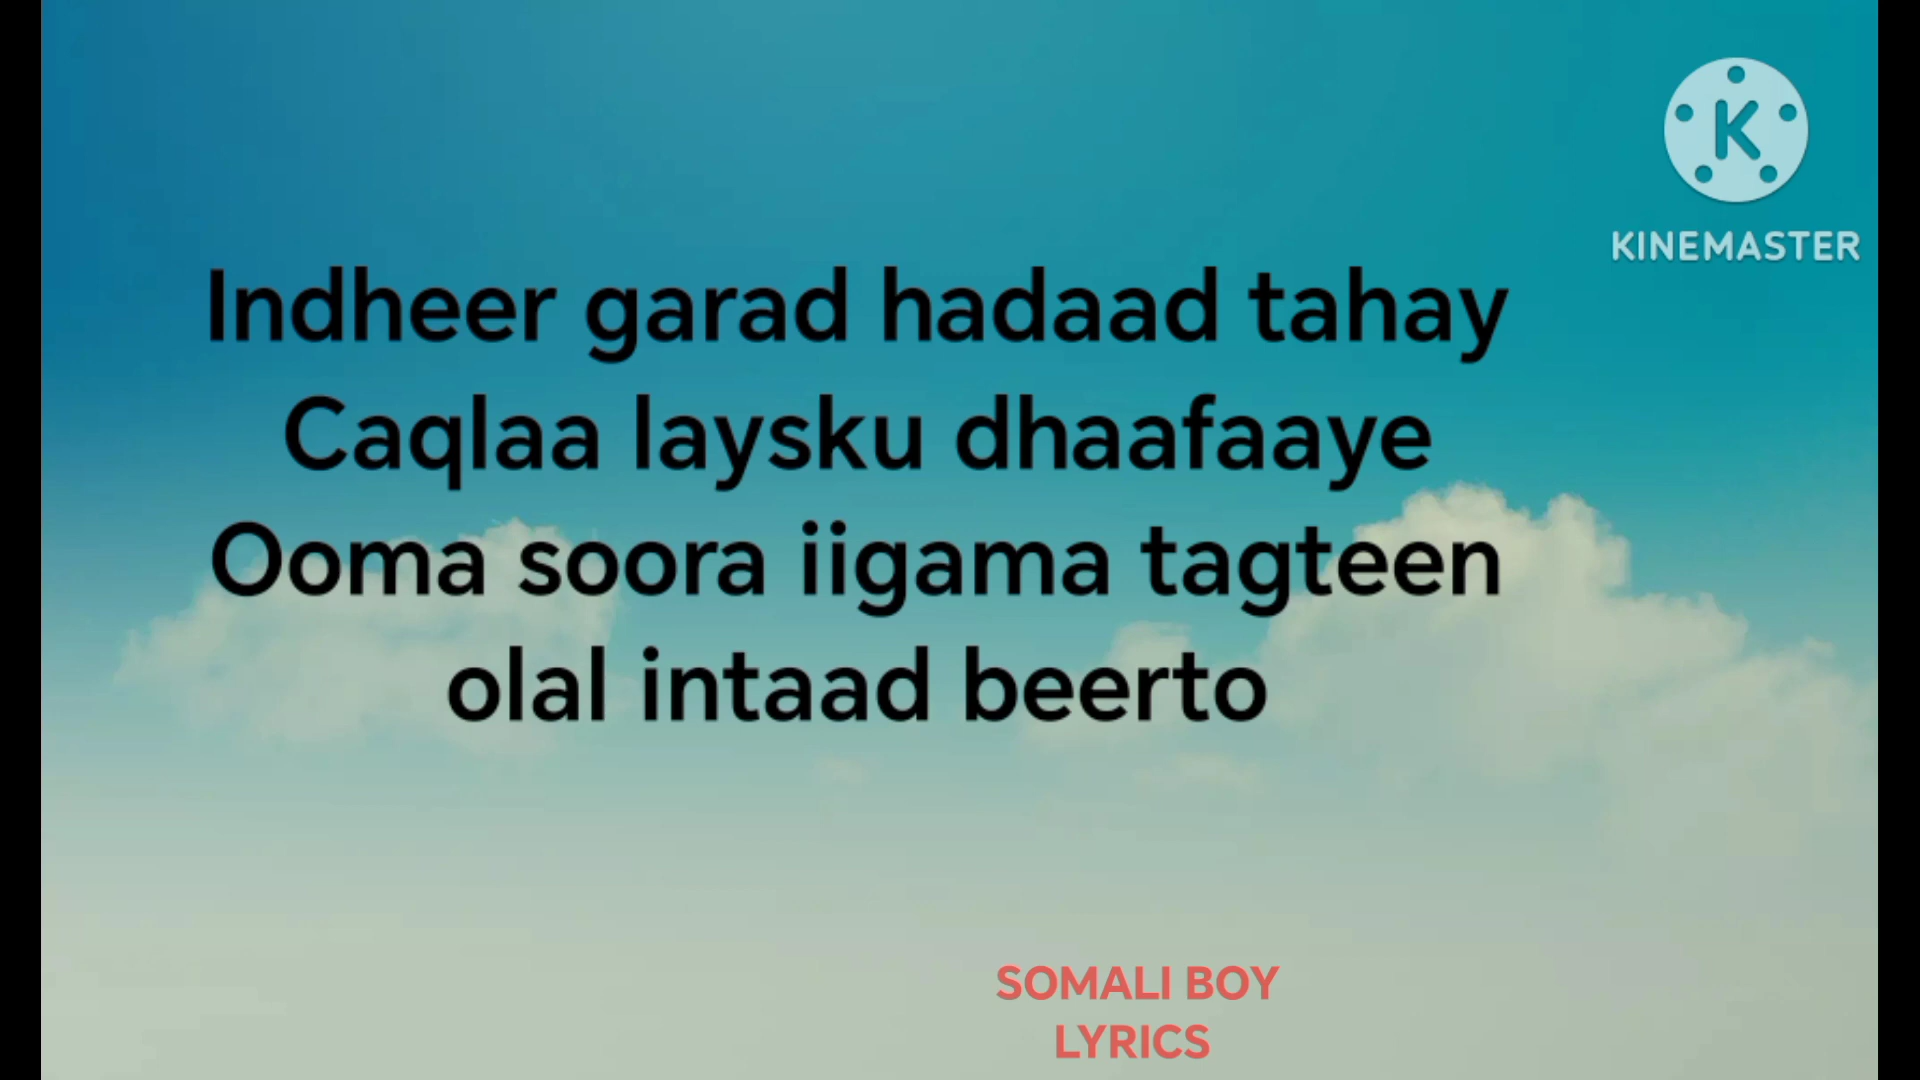 KINEMASTER
Indheer garad hadaad tahay
Caqlaa laysku dhaafaaye
Ooma soora iigama tagteen
olal intaad beerto
SOMALI BOY
LYRICS